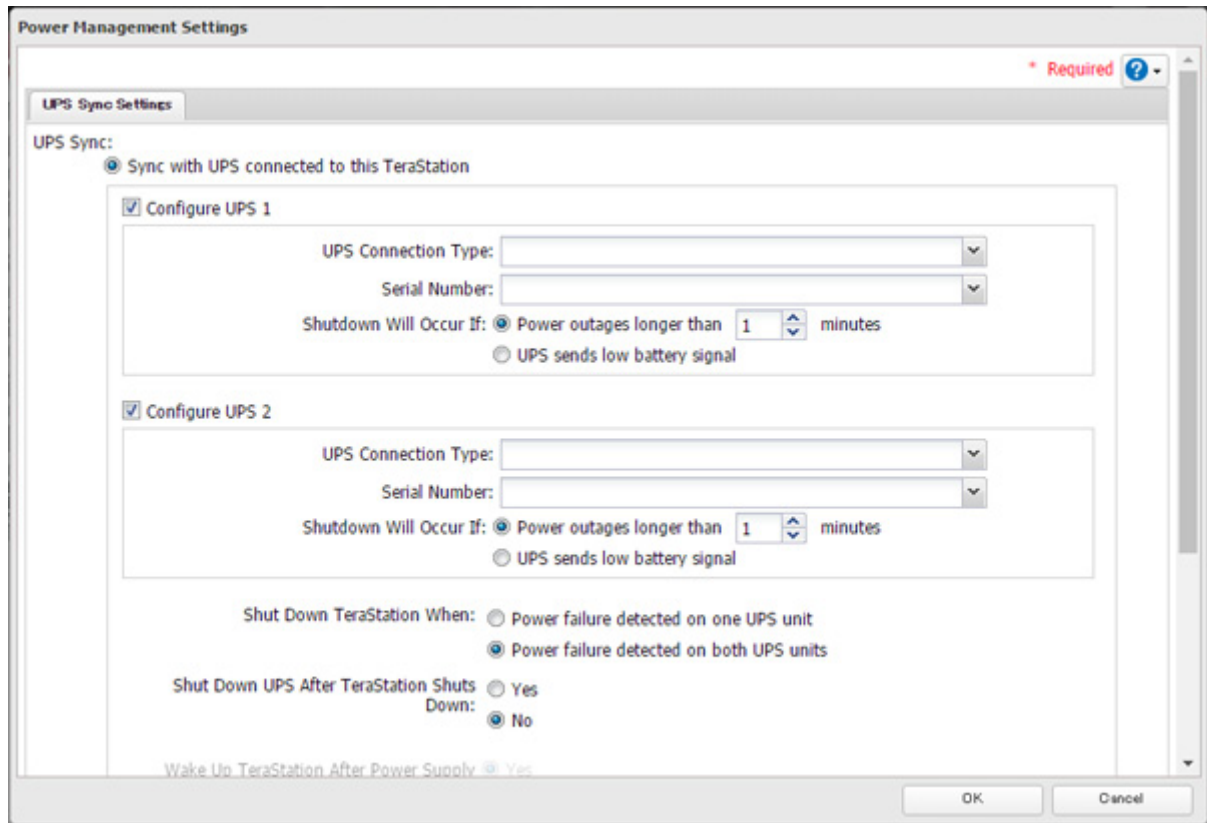 Power Management Settings
* Required
UPS Sync Settings
UPS Sync:
Sync with UPS connected to this TeraStation
Configure UPS 1
UPS Connection Type:
Serial Number:
Shutdown Will Occur If: Power outages longer than 1 minutes
UPS sends low battery signal
Configure UPS 2
UPS Connection Type:
Serial Number:
Shutdown Will Occur If: Power outages longer than 1 minutes
UPS sends low battery signal
Shut Down TeraStation When: Power failure detected on one UPS unit
Power failure detected on both UPS units
Shut Down UPS After TeraStation Shuts Yes
Down:
No
Wake Up TeraStation After Power Supply Yes
OK Cancel